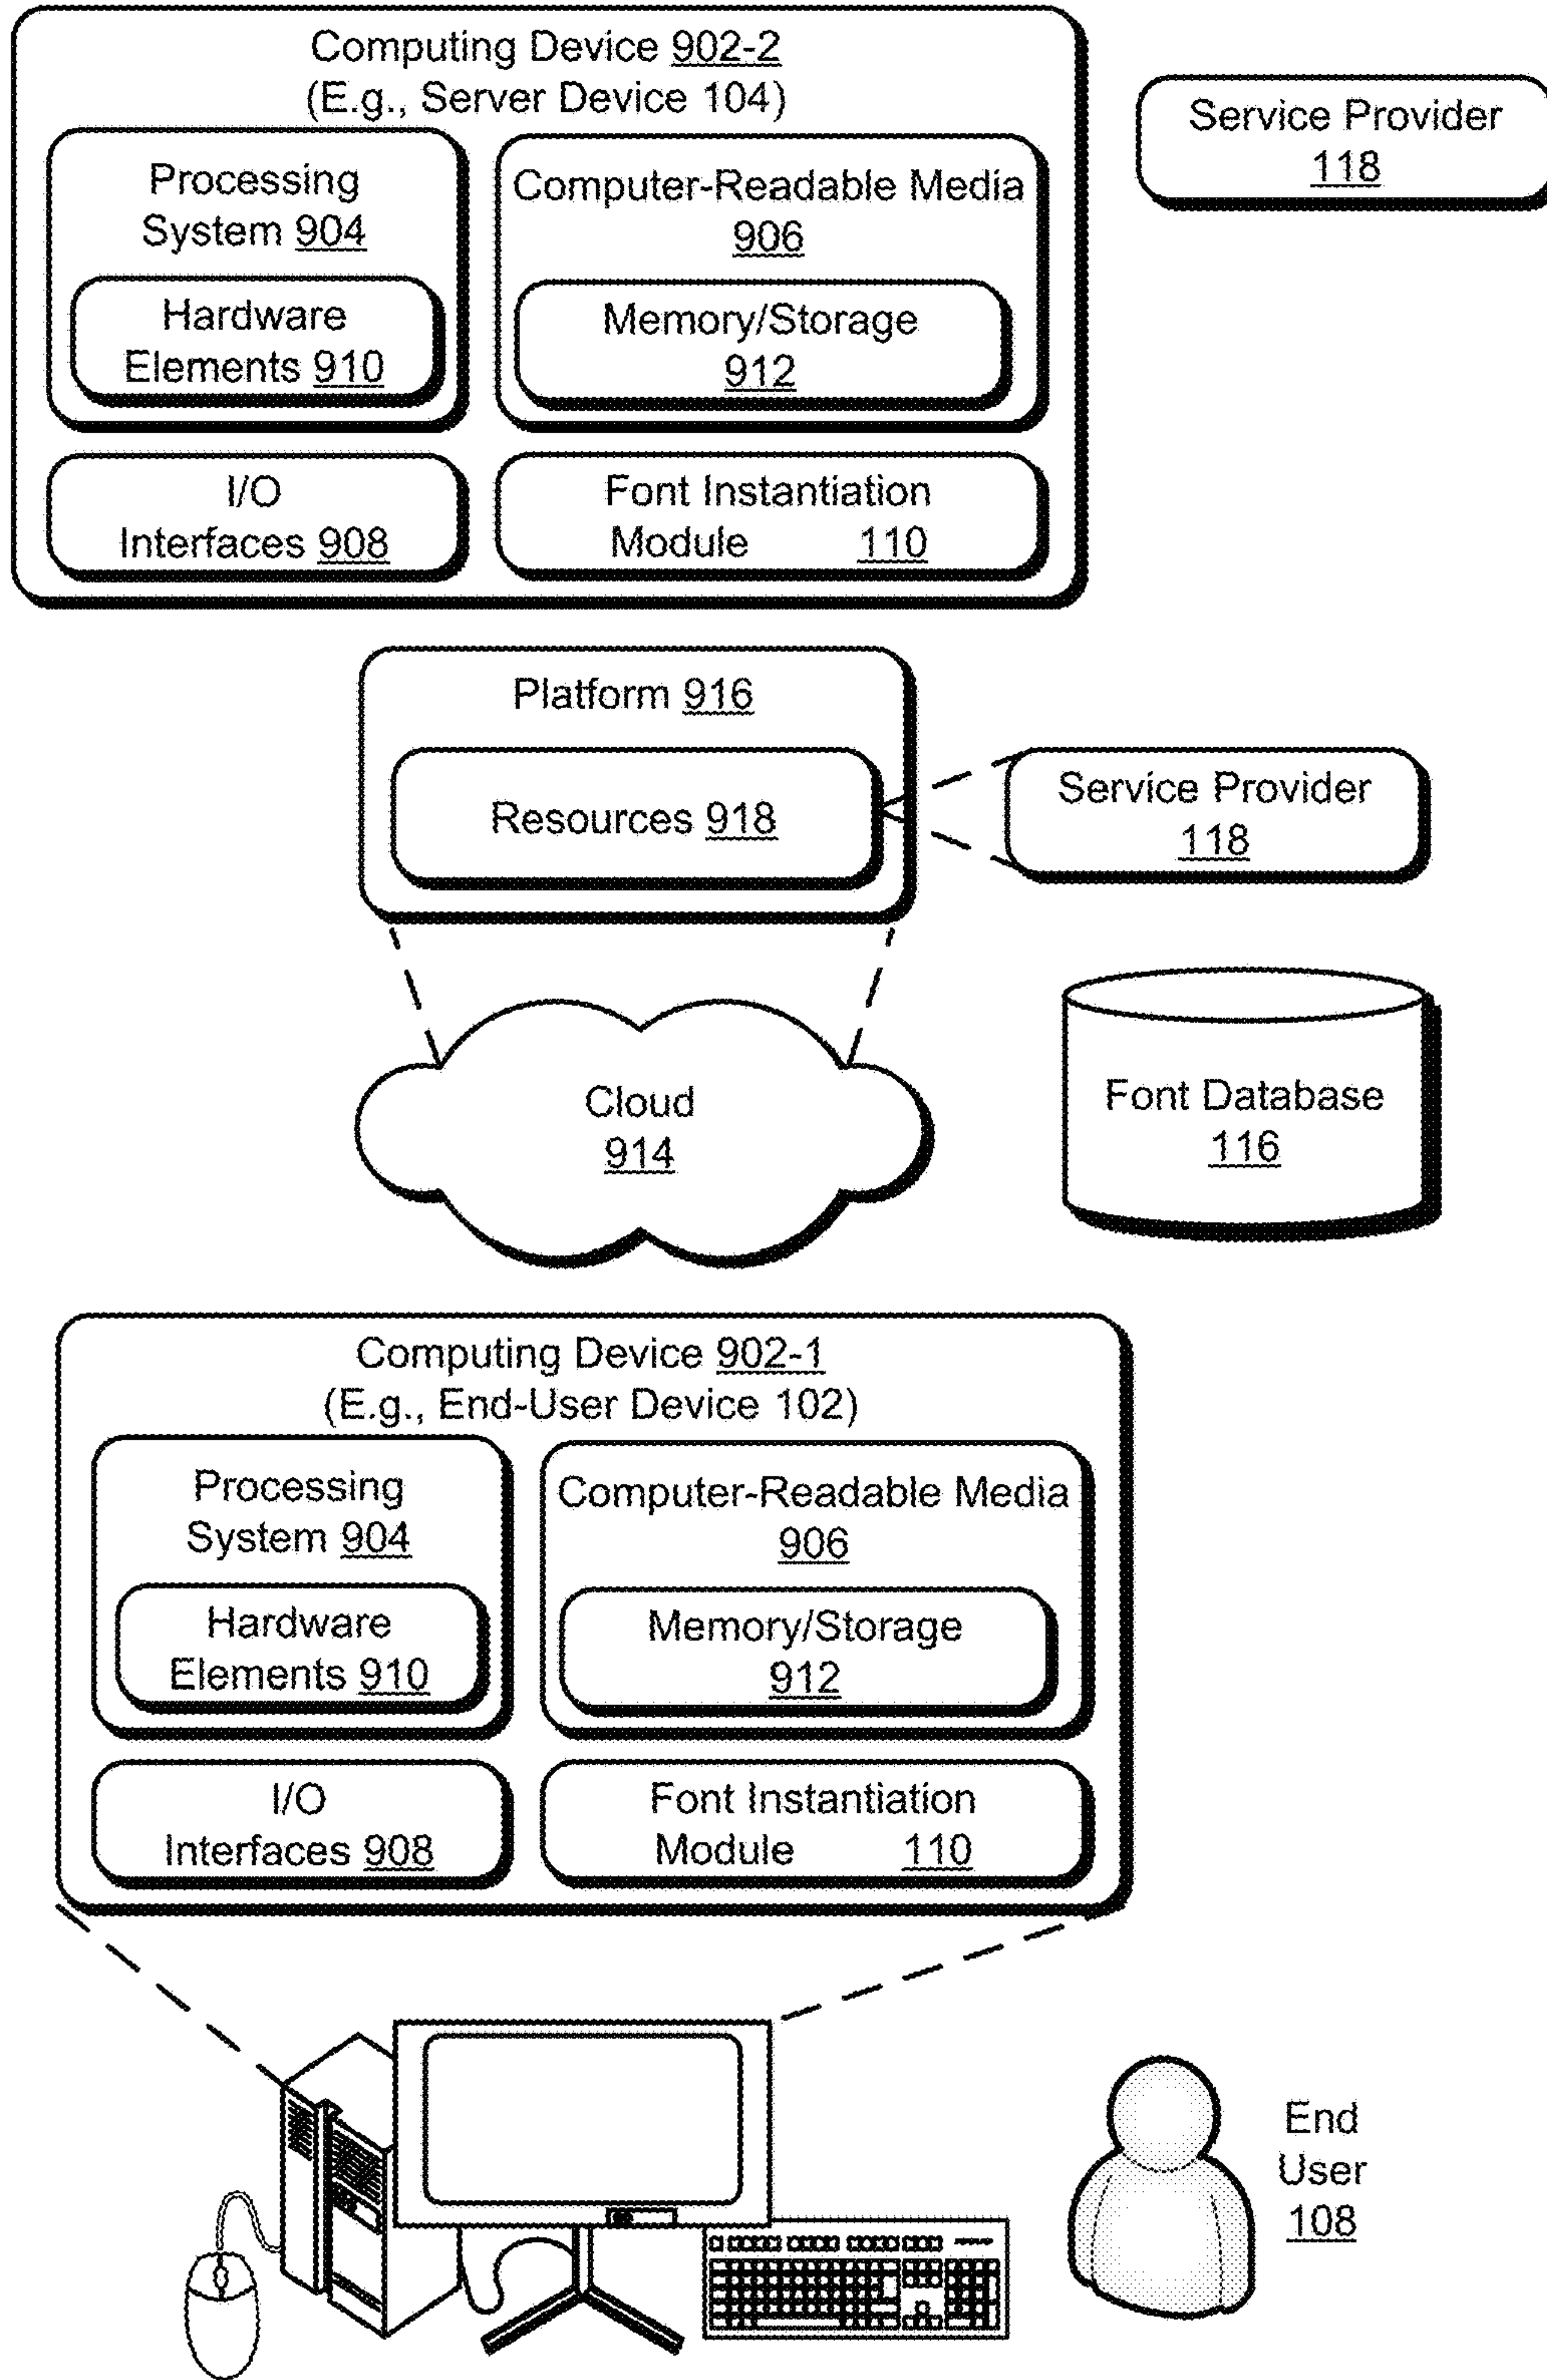 Computing Device 902-2
(E.g., Server Device 104)
Processing
System 904
Hardware
Elements 910
Computer-Readable Media
906
Memory/Storage
912
I/O
Interfaces 908
Font Instantiation
Module 110
Service Provider
118
Platform 916
Resources 918
Service Provider
118
Cloud
914
Font Database
116
Computing Device 902-1
(E.g., End-User Device 102)
Processing
System 904
Hardware
Elements 910
Computer-Readable Media
906
Memory/Storage
912
I/O
Interfaces 908
Font Instantiation
Module 110
End
User
108